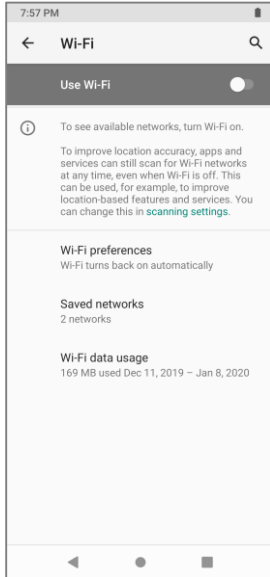 7:57 PM
Wi-Fi
Use Wi-Fi
To see available networks, turn Wi-Fi on.
To improve location accuracy, apps and
services can still scan for Wi-Fi networks
at any time, even when Wi-Fi is off. This
can be used, for example, to improve
location-based features and services. You
can change this in scanning settings.
Wi-Fi preferences
Wi-Fi turns back on automatically
Saved networks
2 networks
Wi-Fi data usage
169 MB used Dec 11, 2019 – Jan 8, 2020